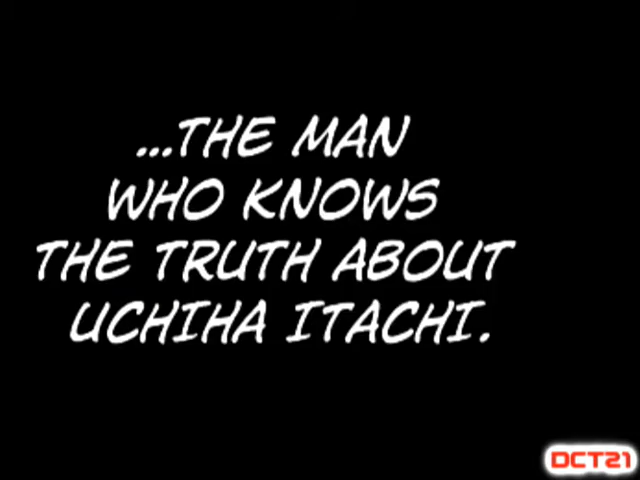 ...THE MAN
WHO KNOWS
THE TRUTH ABOUT
UCHIHA ITACHI.
DCT21